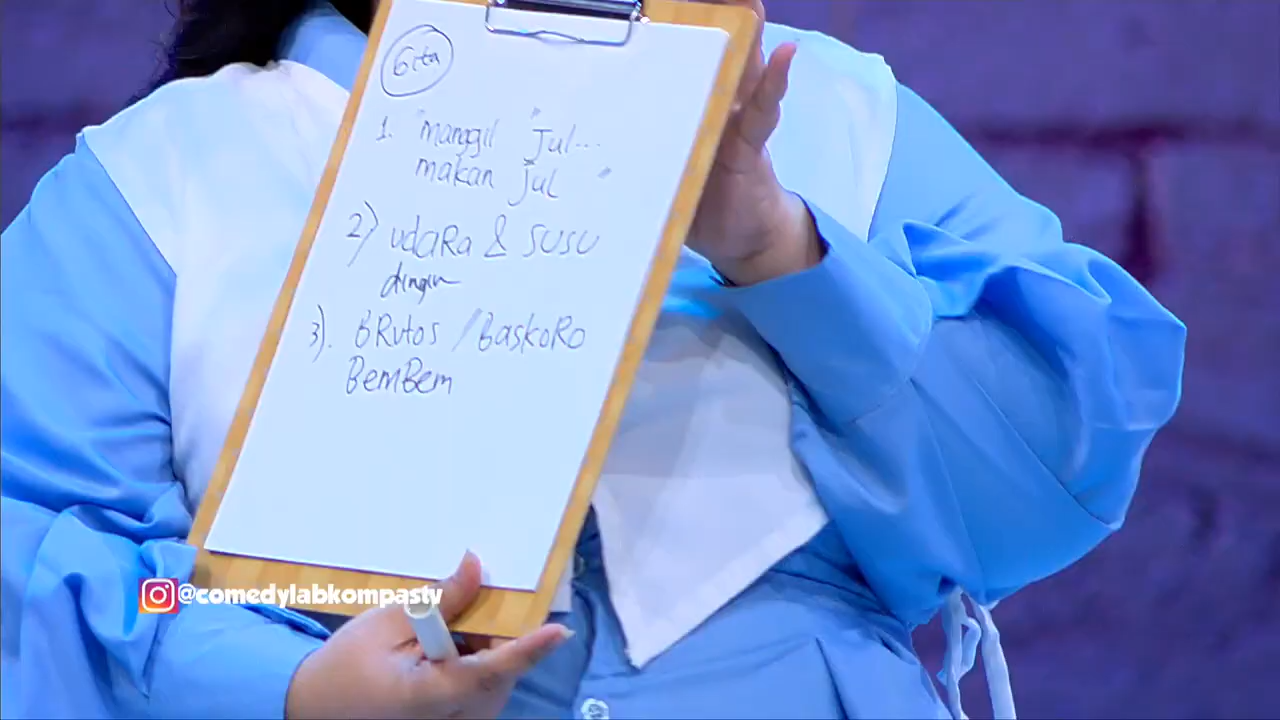 Gita
1. "manggil "Jul...
makan jul "
2) udaRa & susu
dingin
3). BRutos / BaskoRo
BemBem
@comedylabkompastv